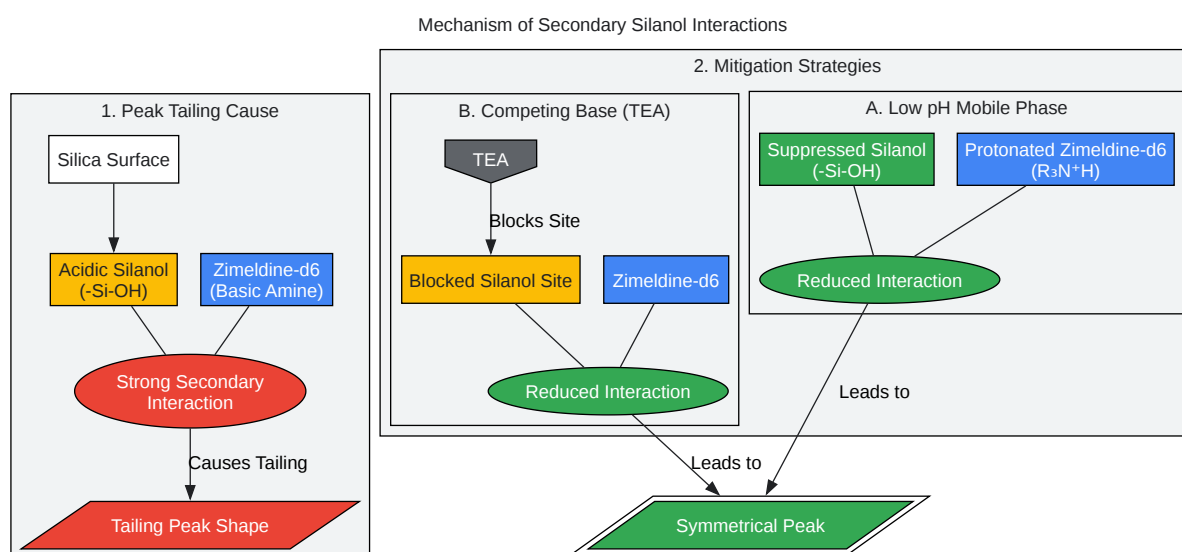 Mechanism of Secondary Silanol Interactions
1. Peak Tailing Cause
Silica Surface
Acidic Silanol
(-Si-OH)
Zimeldine-d6
(Basic Amine)
Strong Secondary
Interaction
Causes Tailing
Tailing Peak Shape
2. Mitigation Strategies
B. Competing Base (TEA)
TEA
Blocks Site
Blocked Silanol Site
Zimeldine-d6
Reduced Interaction
Leads to
A. Low pH Mobile Phase
Suppressed Silanol
(-Si-OH)
Protonated Zimeldine-d6
(R₃N⁺H)
Reduced Interaction
Leads to
Symmetrical Peak